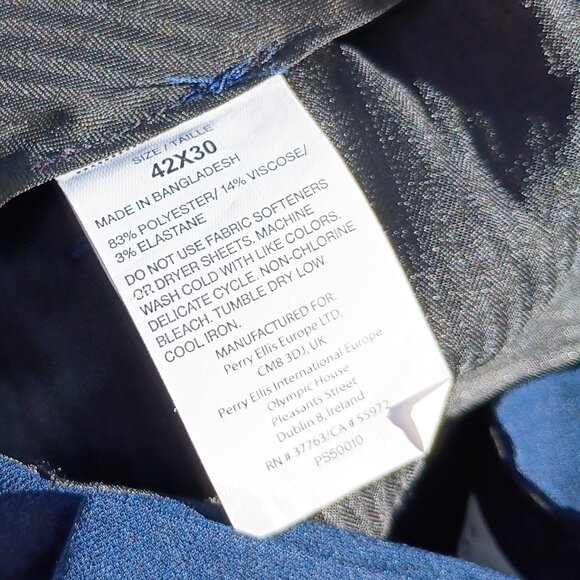 SIZE / TAILLE
42X30
MADE IN BANGLADESH
83% POLYESTER/ 14% VISCOSE/
3% ELASTANE
DO NOT USE FABRIC SOFTENERS
OR DRYER SHEETS. MACHINE
WASH COLD WITH LIKE COLORS.
DELICATE CYCLE. NON-CHLORINE
BLEACH. TUMBLE DRY LOW.
COOL IRON.
MANUFACTURED FOR:
Perry Ellis Europe LTD.
CM8 3DJ, UK
Perry Ellis International Europe
Olympic House
Pleasants Street
Dublin 8, Ireland
RN # 37763/CA # 55972
PS50010